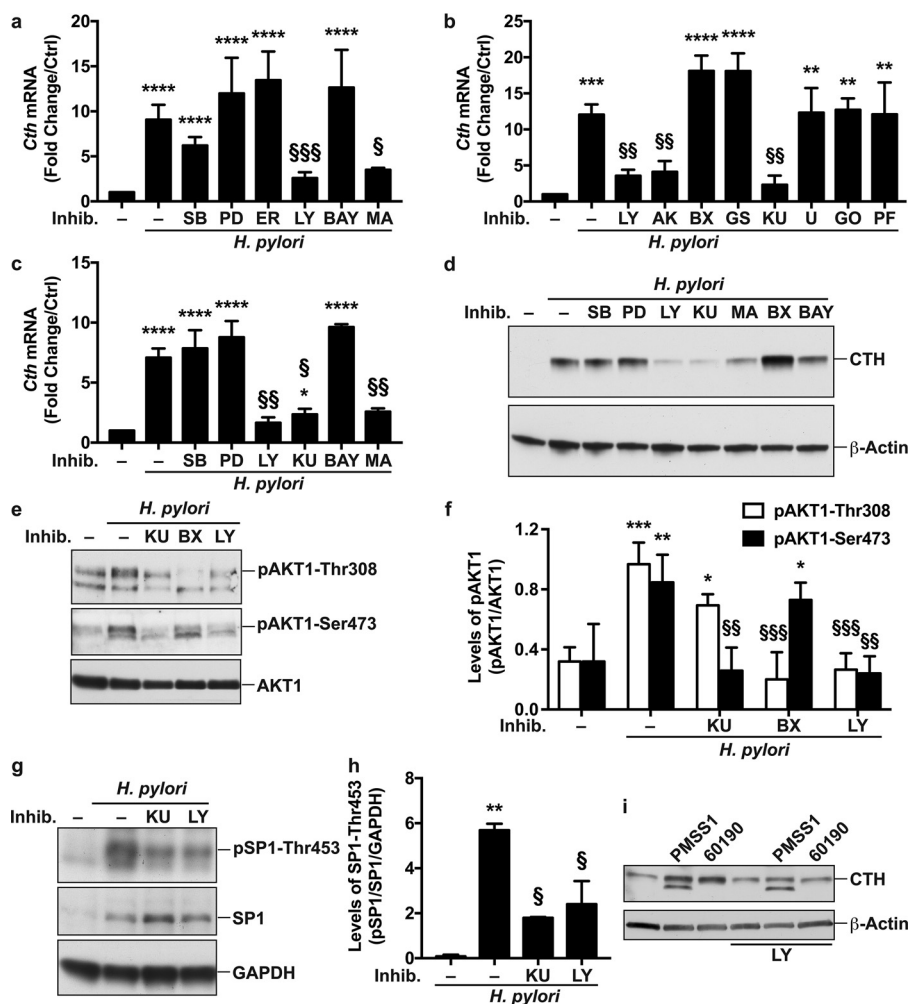 a
Cth mRNA
(Fold Change/Ctrl)
20
15
10
5
0
**** **** **** **** §§§ **** §
Inhib. – – SB PD ER LY BAY MA
H. pylori
b
Cth mRNA
(Fold Change/Ctrl)
25
20
15
10
5
0
*** §§ §§ **** **** §§ ** ** **
Inhib. – – LY AK BX GS KU U GO PF
H. pylori
c
Cth mRNA
(Fold Change/Ctrl)
15
10
5
0
**** **** **** §§ § * **** §§
Inhib. – – SB PD LY KU BAY MA
H. pylori
d
H. pylori
Inhib. – – SB PD LY KU MA BX BAY
CTH
β-Actin
e
H. pylori
Inhib. – – KU BX LY
pAKT1-Thr308
pAKT1-Ser473
AKT1
f
pAKT1-Thr308
pAKT1-Ser473
Levels of pAKT1
(pAKT1/AKT1)
1.2
0.9
0.6
0.4
0.0
*** ** * §§ §§§ * §§§ §§
Inhib. – – KU BX LY
H. pylori
g
H. pylori
Inhib. – – KU LY
pSP1-Thr453
SP1
GAPDH
h
Levels of SP1-Thr453
(pSP1/SP1/GAPDH)
8
6
4
2
0
** § §
Inhib. – – KU LY
H. pylori
i
PMSS1 60190 PMSS1 60190
CTH
β-Actin
LY